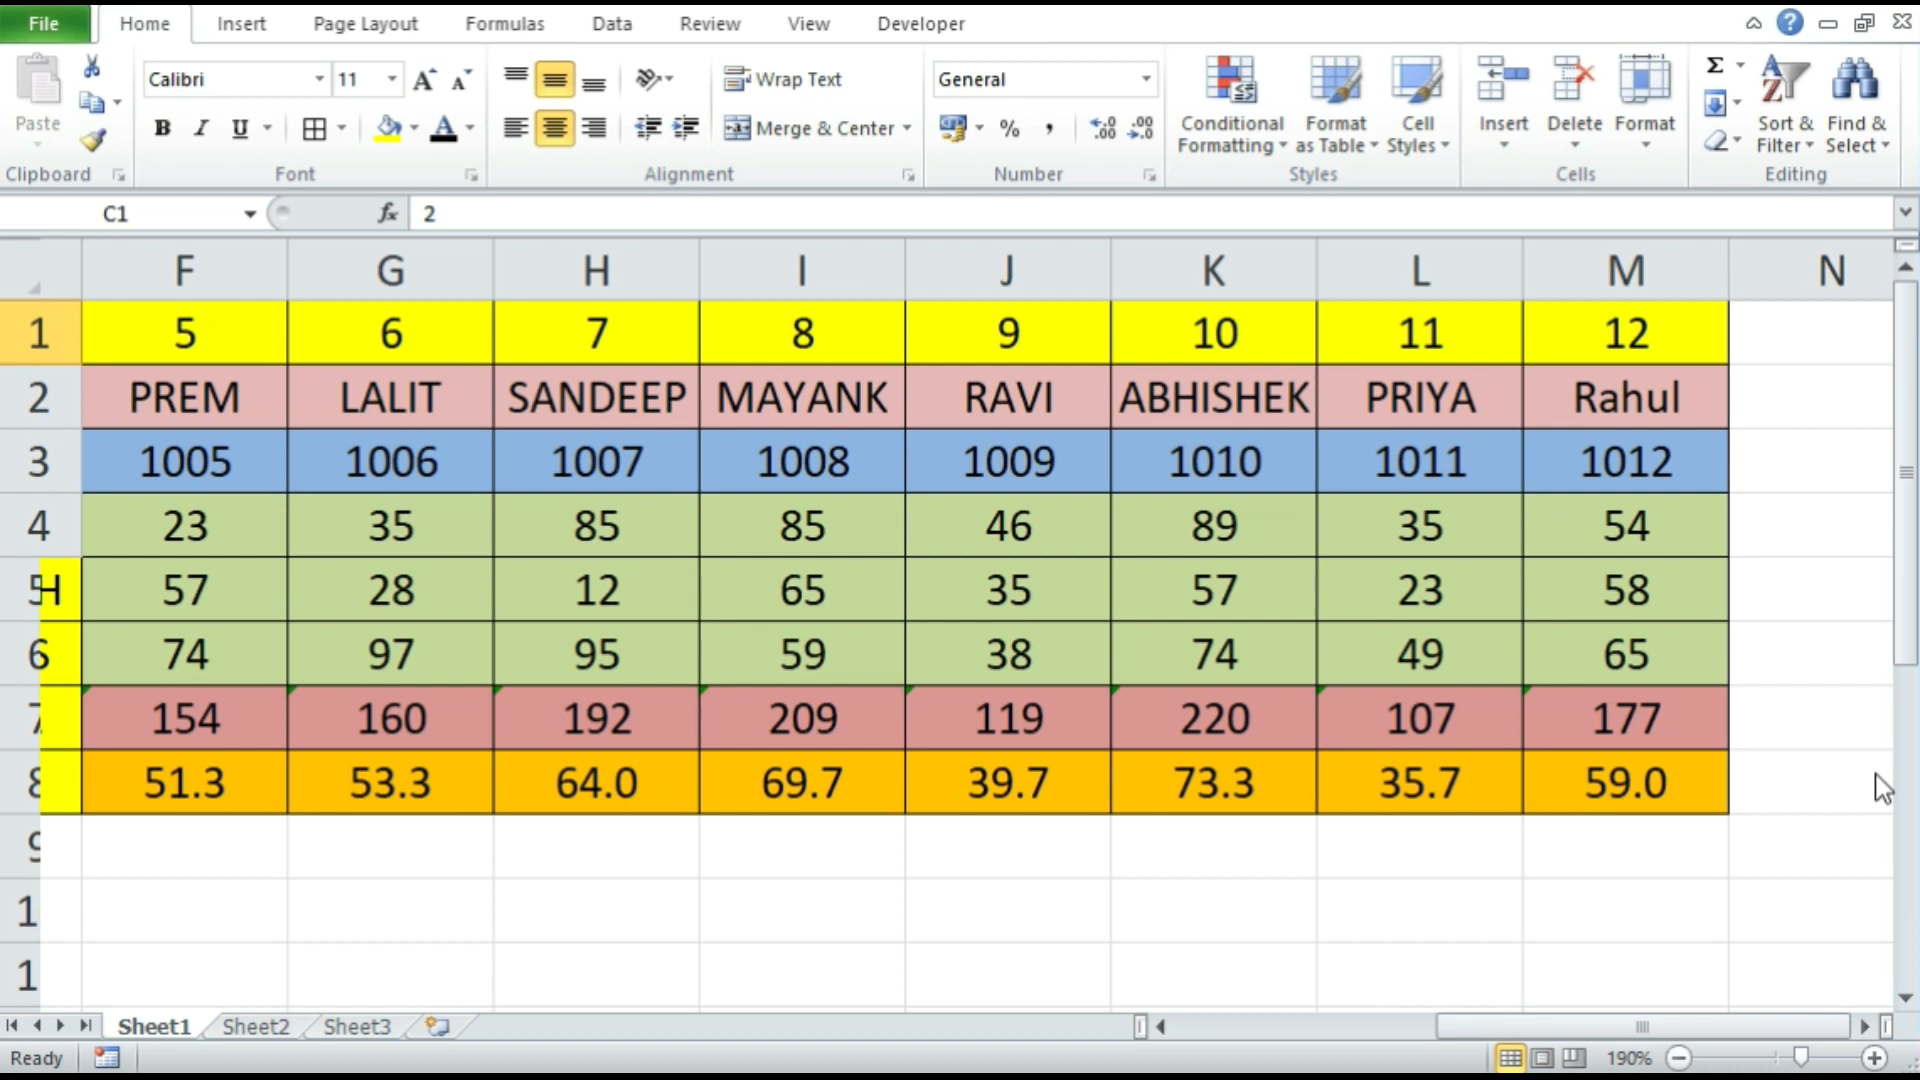 File Home Insert Page Layout Formulas Data Review View Developer
Calibri 11 Wrap Text General
Paste B I U Merge & Center % , Conditional Formatting Format as Table Cell Styles Insert Delete Format Σ Sort & Filter Find & Select
Clipboard Font Alignment Number Styles Cells Editing
C1 fx 2
F G H I J K L M N
1 5 6 7 8 9 10 11 12
2 PREM LALIT SANDEEP MAYANK RAVI ABHISHEK PRIYA Rahul
3 1005 1006 1007 1008 1009 1010 1011 1012
4 23 35 85 85 46 89 35 54
5 H 57 28 12 65 35 57 23 58
6 S 74 97 95 59 38 74 49 65
7 154 160 192 209 119 220 107 177
8 51.3 53.3 64.0 69.7 39.7 73.3 35.7 59.0
9
1
1
Sheet1 Sheet2 Sheet3
Ready 190%